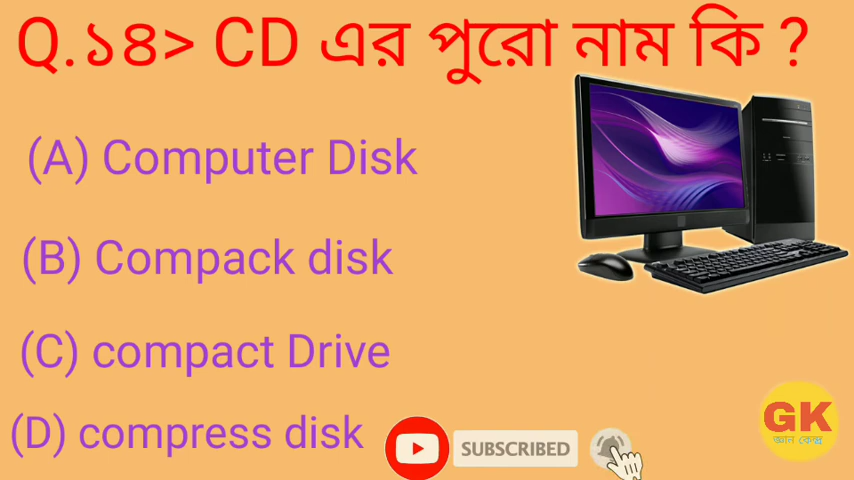 Q.১৪> CD এর পুরো নাম কি ?
(A) Computer Disk
(B) Compack disk
(C) compact Drive
(D) compress disk
SUBSCRIBED
GK
জ্ঞান কেন্দ্র